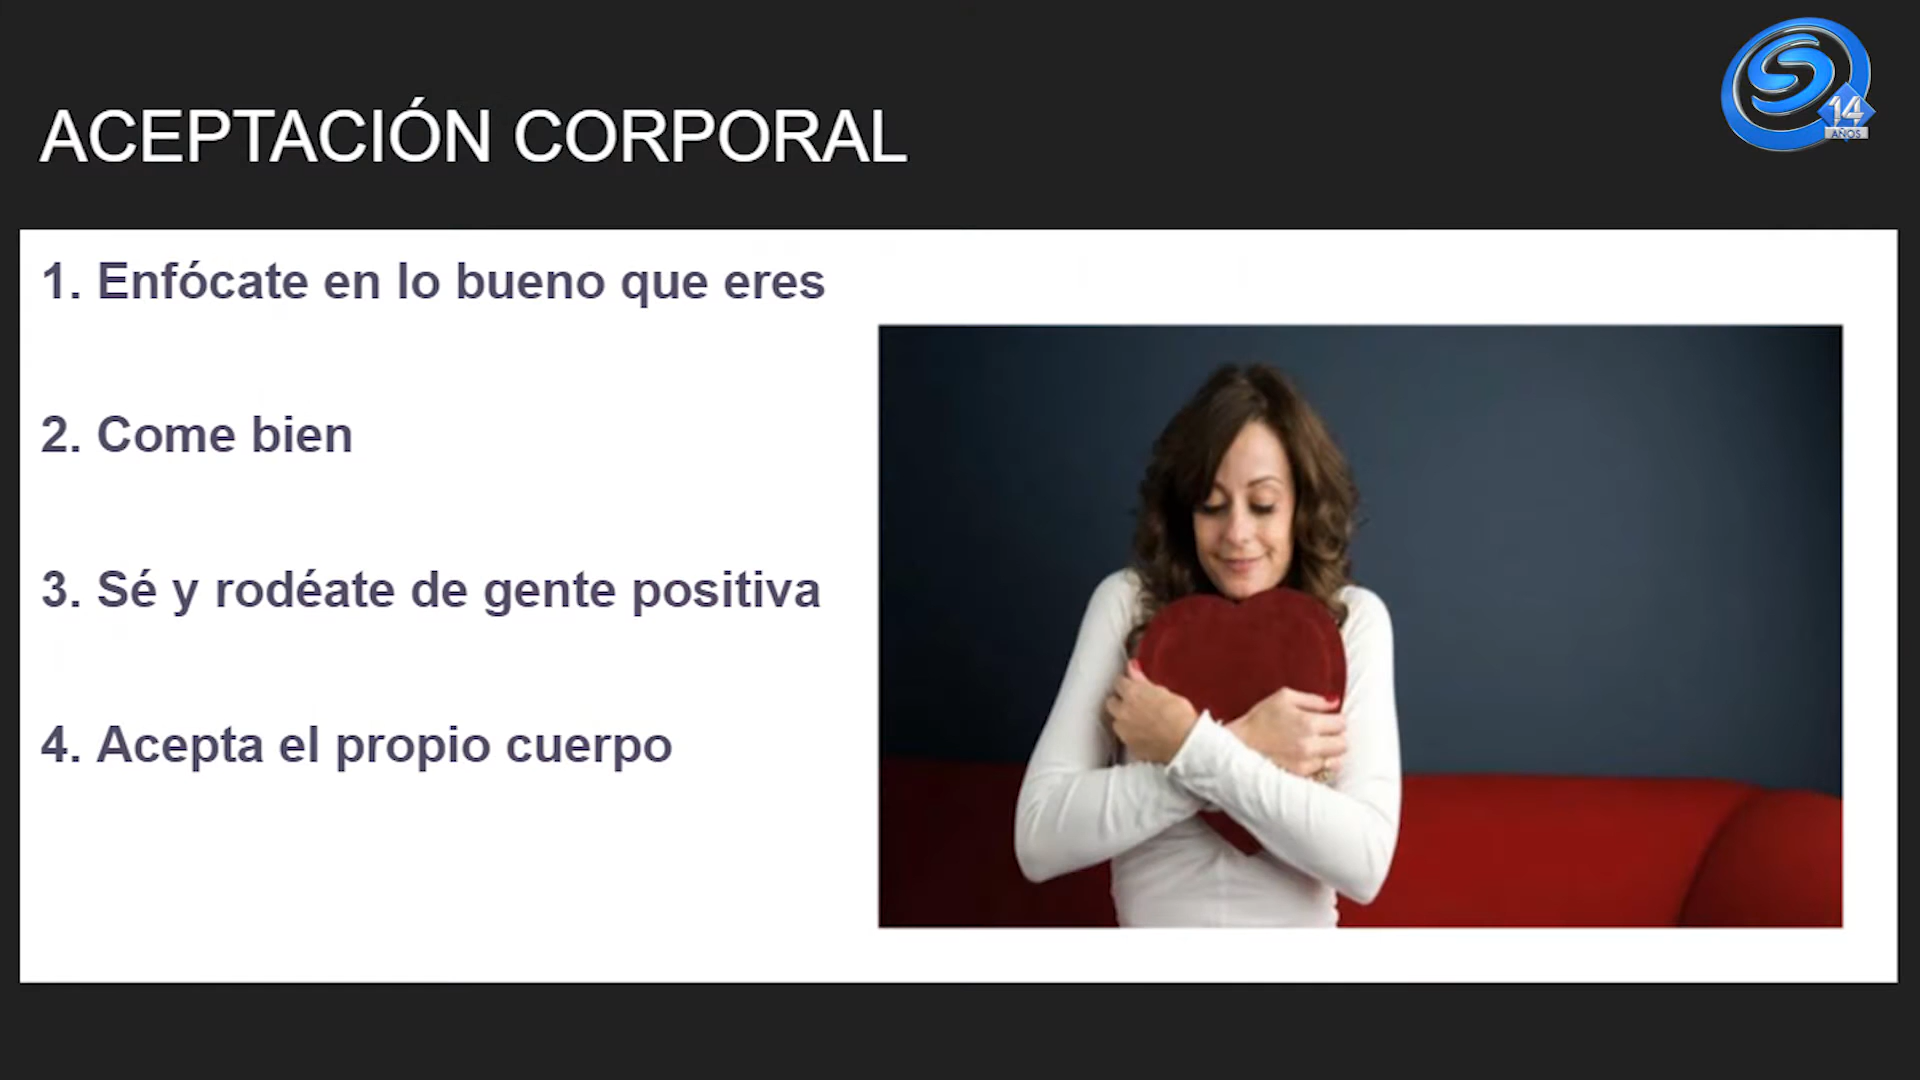 ACEPTACIÓN CORPORAL
14
AÑOS
1. Enfócate en lo bueno que eres
2. Come bien
3. Sé y rodéate de gente positiva
4. Acepta el propio cuerpo